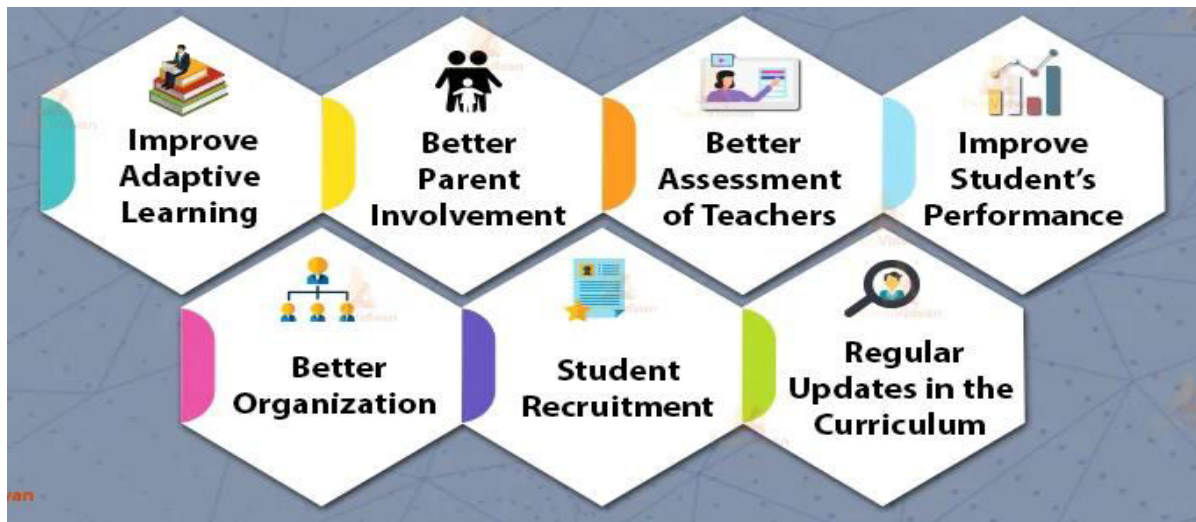 Improve
Adaptive
Learning
Better
Parent
Involvement
Better
Assessment
of Teachers
Improve
Student's
Performance
Better
Organization
Student
Recruitment
Regular
Updates in the
Curriculum
van